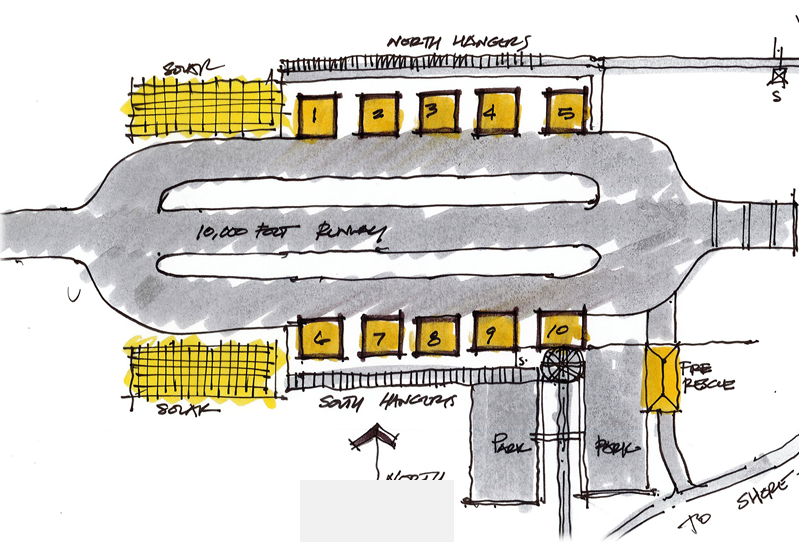 NORTH HANGERS
SOLAR
S
1 2 3 4 5
10,000 FOOT RUNWAY
6 7 8 9 10
S.
FIRE
RESCUE
SOUTH HANGERS
SOLAR
PARK
PARK
NORTH
TO SHORE